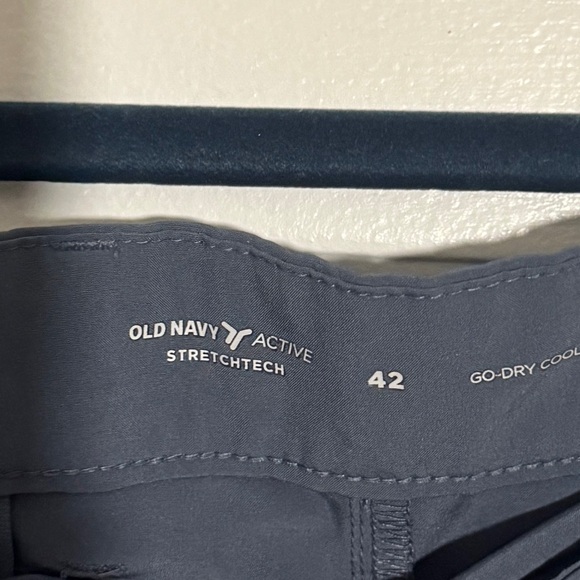 OLD NAVY ACTIVE
STRETCHTECH
42
GO-DRY COOL